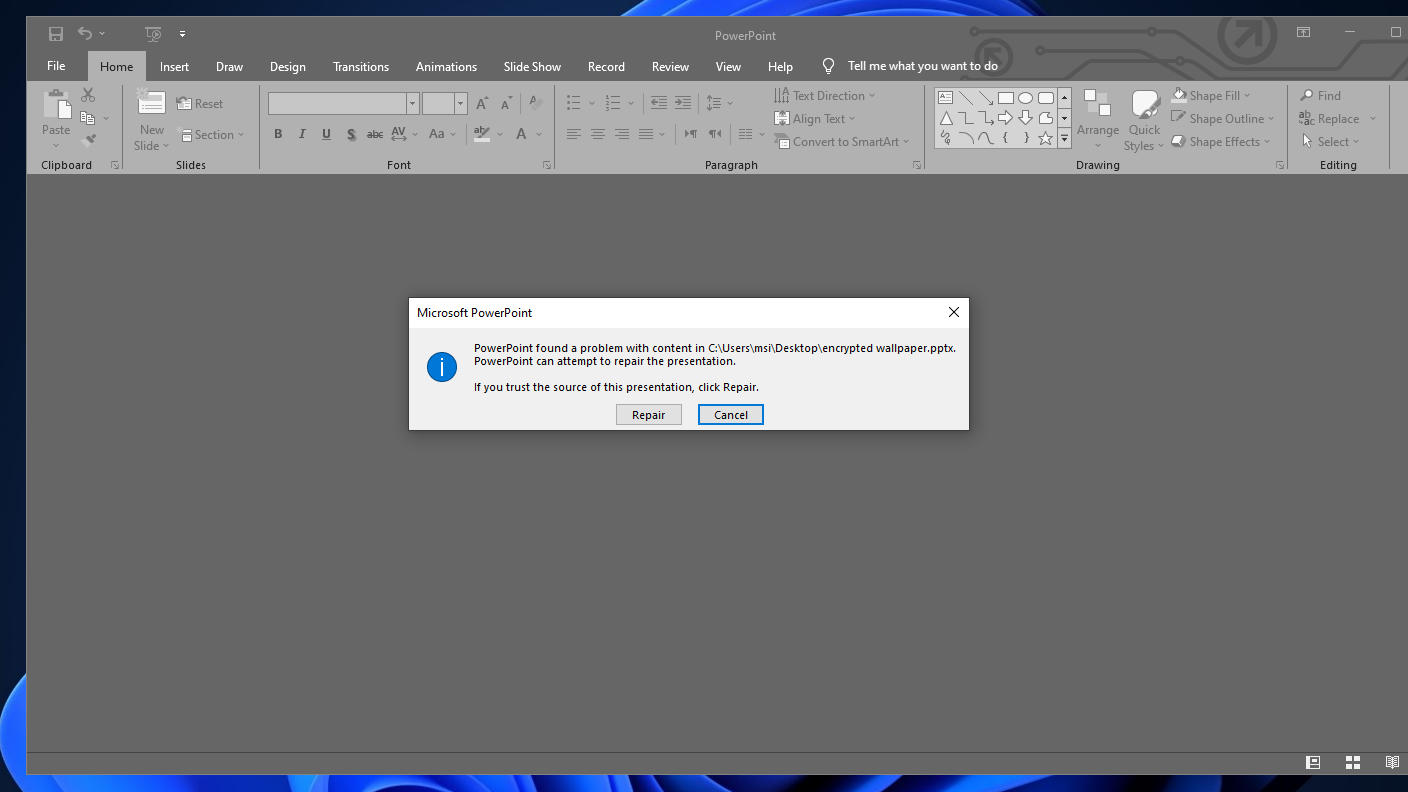 PowerPoint
File Home Insert Draw Design Transitions Animations Slide Show Record Review View Help Tell me what you want to do
Paste
New
Slide
Reset
Section
B I U S abc AV Aa A
Text Direction
Align Text
Convert to SmartArt
Arrange
Quick
Styles
Shape Fill
Shape Outline
Shape Effects
Find
Replace
Select
Clipboard Slides Font Paragraph Drawing Editing
Microsoft PowerPoint
PowerPoint found a problem with content in C:\Users\msi\Desktop\encrypted wallpaper.pptx.
PowerPoint can attempt to repair the presentation.
If you trust the source of this presentation, click Repair.
Repair Cancel